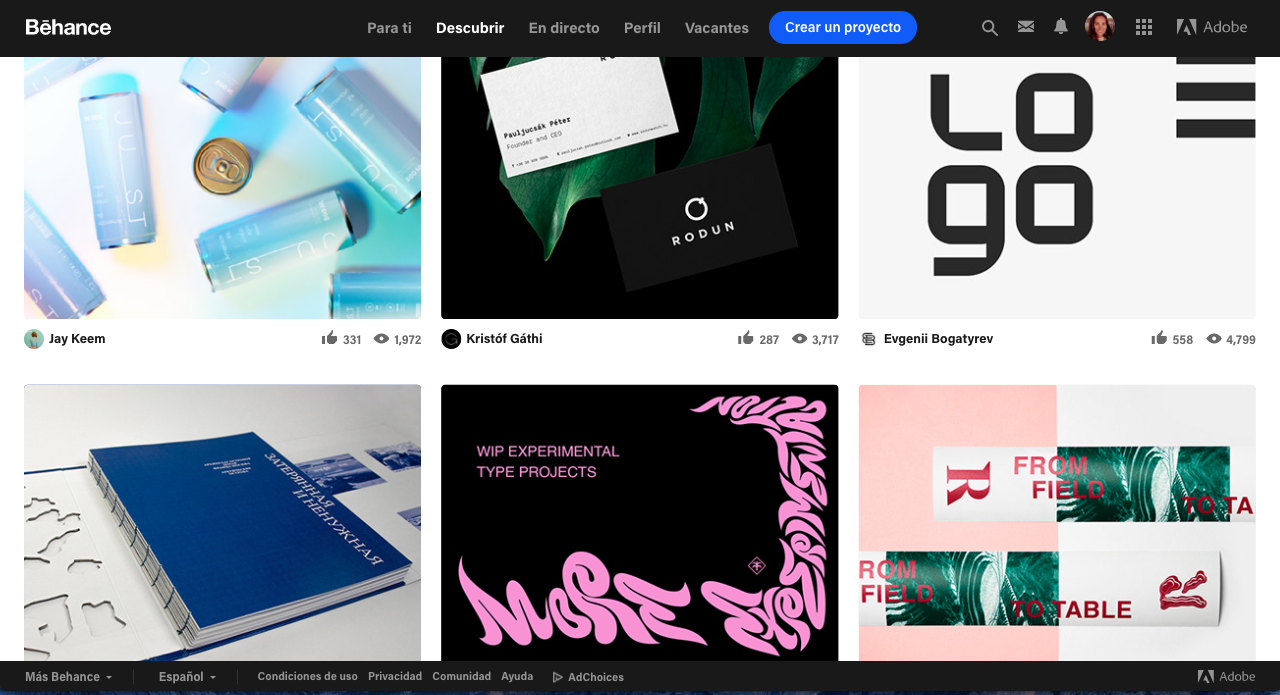 Bēhance
Para ti
Descubrir
En directo
Perfil
Vacantes
Crear un proyecto
Adobe
JU_
ST
Pauljucsák Péter
Founder and CEO
RODUN
LO
go
Jay Keem
331
1,972
Kristóf Gáthi
287
3,717
Evgenii Bogatyrev
558
4,799
ЗАТЕРЯННАЯ
И НЕНУЖНАЯ
WIP EXPERIMENTAL
TYPE PROJECTS
MORE
R
FROM
FIELD
TO TA
ROM
FIELD
TO TABLE
Más Behance
Español
Condiciones de uso
Privacidad
Comunidad
Ayuda
AdChoices
Adobe